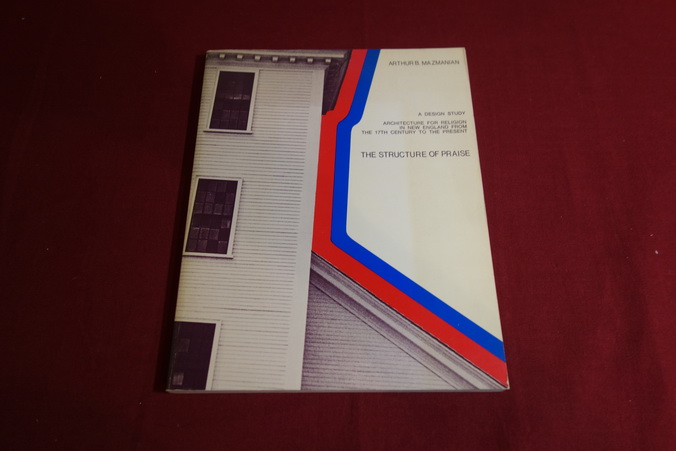 ARTHUR B. MAZMANIAN
A DESIGN STUDY
ARCHITECTURE FOR RELIGION
IN NEW ENGLAND FROM
THE 17TH CENTURY TO THE PRESENT
THE STRUCTURE OF PRAISE